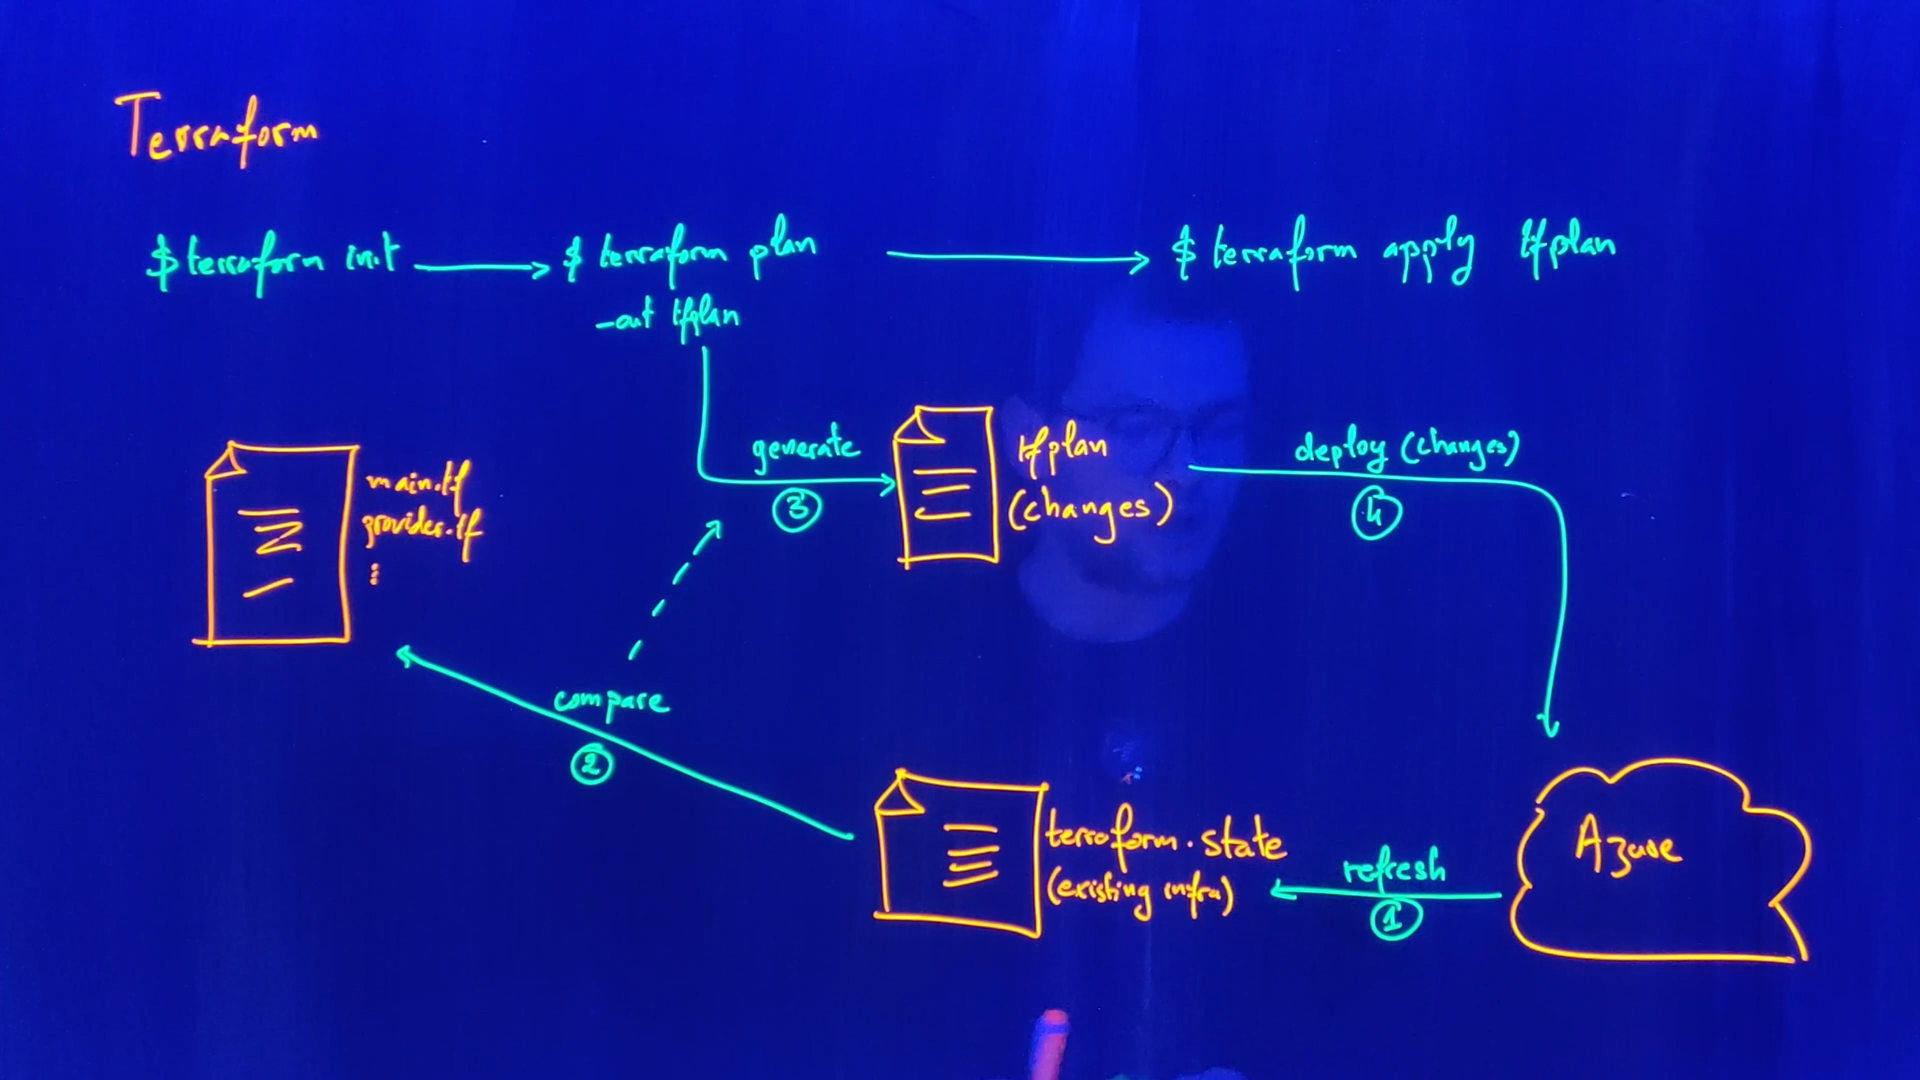 Terraform
$ terraform init
$ terraform plan
-out tfplan
$ terraform apply tfplan
main.tf
provider.tf
⋮
generate
3
tfplan
(changes)
deploy (changes)
4
compare
2
terraform.state
(existing infra)
refresh
1
Azure